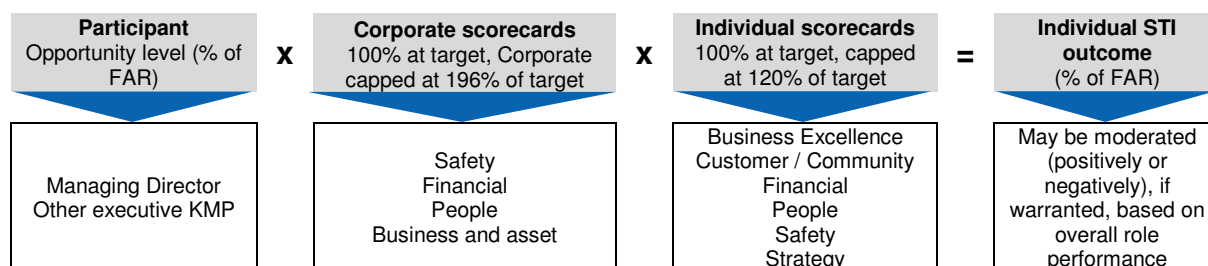 Participant
Opportunity level (% of
FAR)
x
Corporate scorecards
100% at target, Corporate
capped at 196% of target
x
Individual scorecards
100% at target, capped
at 120% of target
=
Individual STI
outcome
(% of FAR)
Managing Director
Other executive KMP
Safety
Financial
People
Business and asset
Business Excellence
Customer / Community
Financial
People
Safety
Strategy
May be moderated
(positively or
negatively), if
warranted, based on
overall role
performance